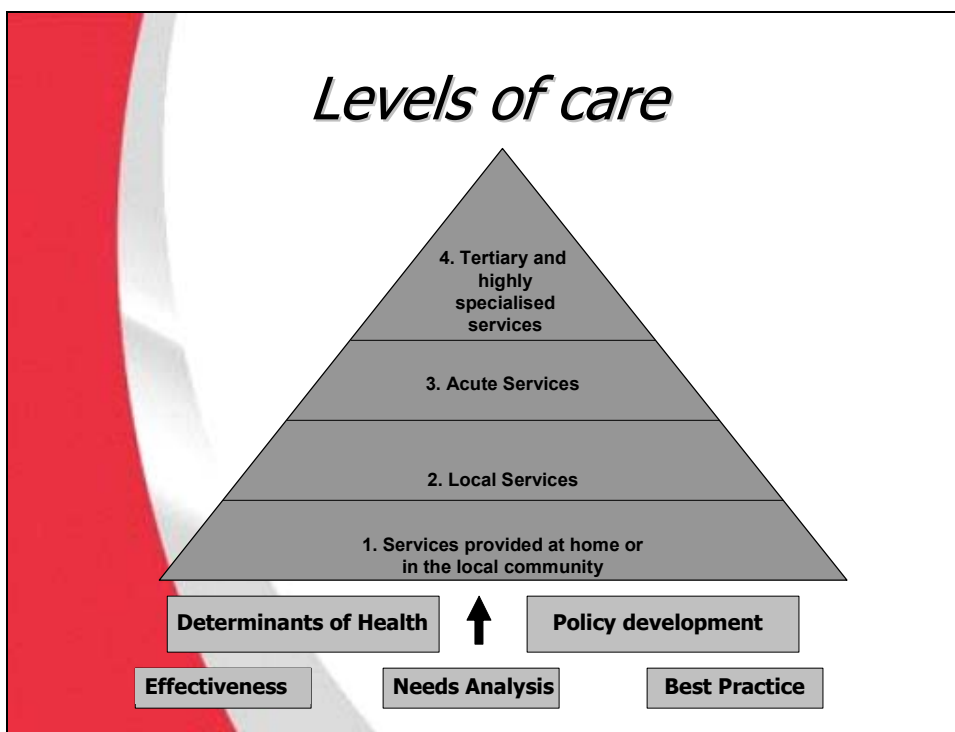 Levels of care
4. Tertiary and
highly
specialised
services
3. Acute Services
2. Local Services
1. Services provided at home or
in the local community
Determinants of Health
Policy development
Effectiveness
Needs Analysis
Best Practice